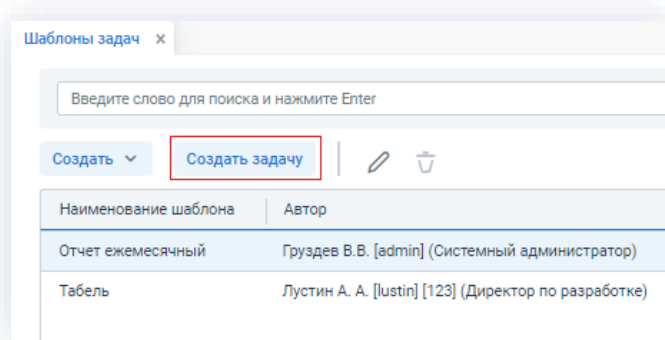 Шаблоны задач
Введите слово для поиска и нажмите Enter
Создать Создать задачу
Наименование шаблона Автор
Отчет ежемесячный Груздев В.В. [admin] (Системный администратор)
Табель Лустин А. А. [lustin] [123] (Директор по разработке)